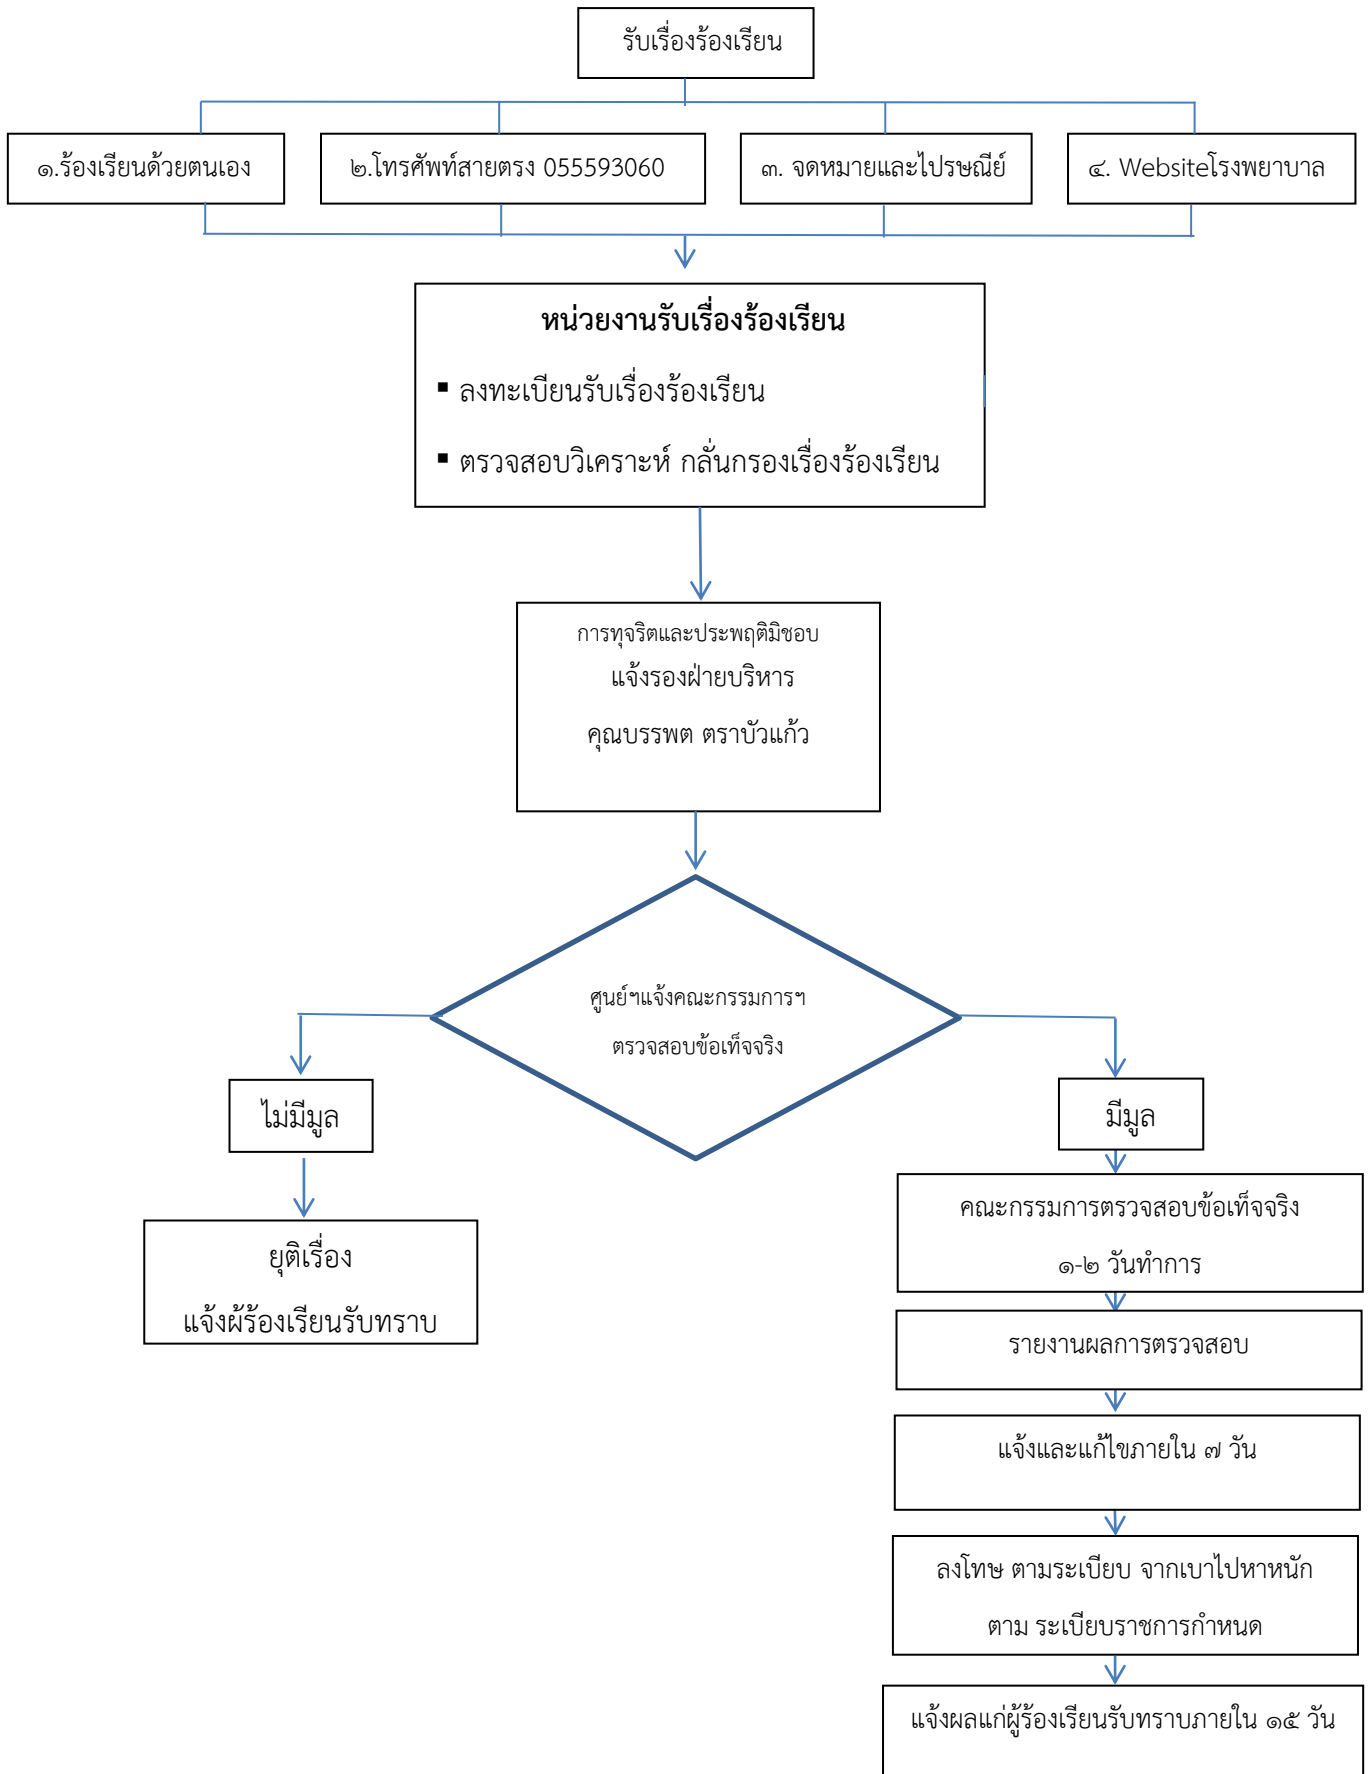 รับเรื่องร้องเรียน
๑.ร้องเรียนด้วยตนเอง
๒.โทรศัพท์สายตรง 055593060
๓. จดหมายและไปรษณีย์
๔. Websiteโรงพยาบาล
หน่วยงานรับเรื่องร้องเรียน
▪ ลงทะเบียนรับเรื่องร้องเรียน
▪ ตรวจสอบวิเคราะห์ กลั่นกรองเรื่องร้องเรียน
การทุจริตและประพฤติมิชอบ
แจ้งรองฝ่ายบริหาร
คุณบรรพต ตราบัวแก้ว
ศูนย์ฯแจ้งคณะกรรมการฯ
ตรวจสอบข้อเท็จจริง
ไม่มีมูล
ยุติเรื่อง
แจ้งผู้ร้องเรียนรับทราบ
มีมูล
คณะกรรมการตรวจสอบข้อเท็จจริง
๑-๒ วันทำการ
รายงานผลการตรวจสอบ
แจ้งและแก้ไขภายใน ๗ วัน
ลงโทษ ตามระเบียบ จากเบาไปหาหนัก
ตาม ระเบียบราชการกำหนด
แจ้งผลแก่ผู้ร้องเรียนรับทราบภายใน ๑๕ วัน